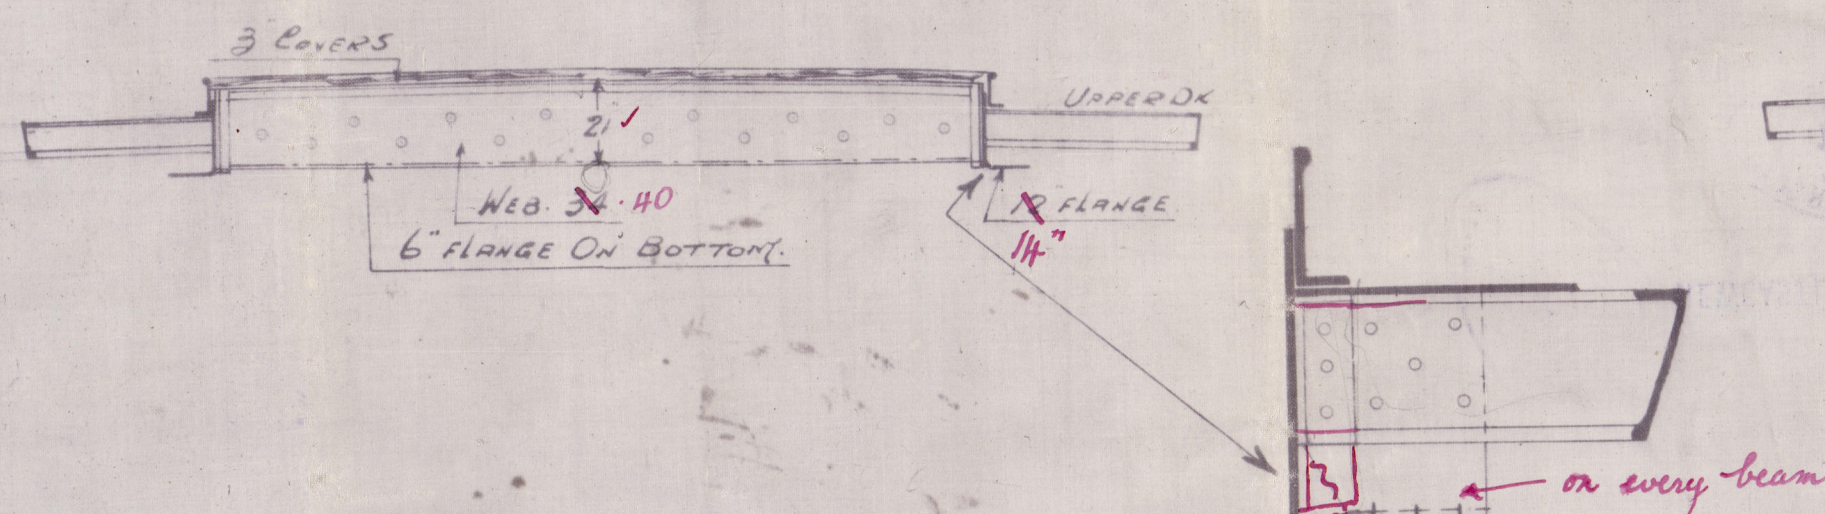 3" COVERS
UPPER DK
21 ✓
WEB. 34 · 40
12" FLANGE
14"
6" FLANGE ON BOTTOM.
on every beam